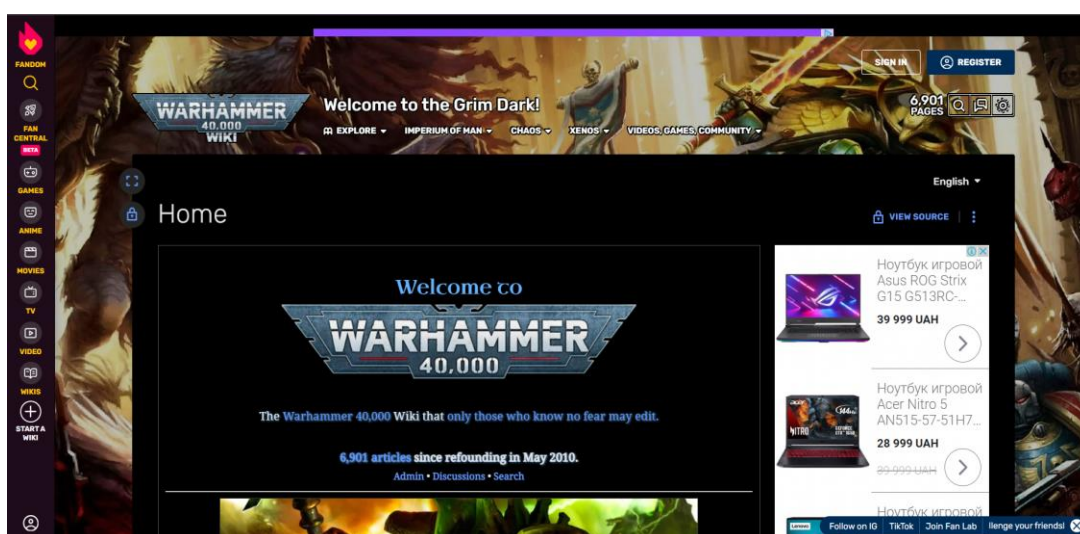 FANDOM
FAN
CENTRAL
BETA
GAMES
ANIME
MOVIES
TV
VIDEO
WIKIS
START A
WIKI
SIGN IN
REGISTER
WARHAMMER
40,000
WIKI
Welcome to the Grim Dark!
6,901
PAGES
EXPLORE
IMPERIUM OF MAN
CHAOS
XENOS
VIDEOS, GAMES, COMMUNITY
English
Home
VIEW SOURCE
Welcome to
WARHAMMER
40,000
The Warhammer 40,000 Wiki that only those who know no fear may edit.
6,901 articles since refounding in May 2010.
Admin • Discussions • Search
Ноутбук игровой
Asus ROG Strix
G15 G513RC-...
39 999 UAH
Ноутбук игровой
Acer Nitro 5
AN515-57-51H7...
28 999 UAH
39 999 UAH
Ноутбук игровой
Follow on IG TikTok Join Fan Lab llenge your friends!